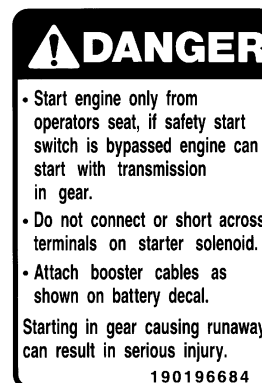 DANGER
• Start engine only from
operators seat, if safety start
switch is bypassed engine can
start with transmission
in gear.
• Do not connect or short across
terminals on starter solenoid.
• Attach booster cables as
shown on battery decal.
Starting in gear causing runaway
can result in serious injury.
190196684